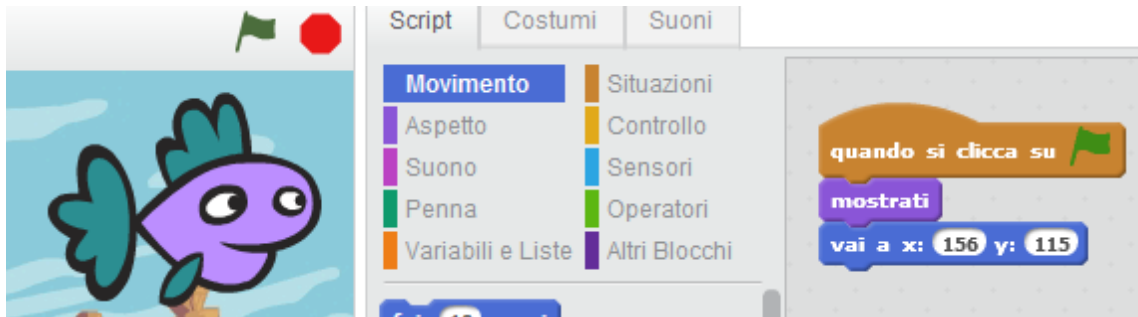 Script Costumi Suoni
Movimento Situazioni
Aspetto Controllo
Suono Sensori
Penna Operatori
Variabili e Liste Altri Blocchi
quando si clicca su
mostrati
vai a x: 156 y: 115